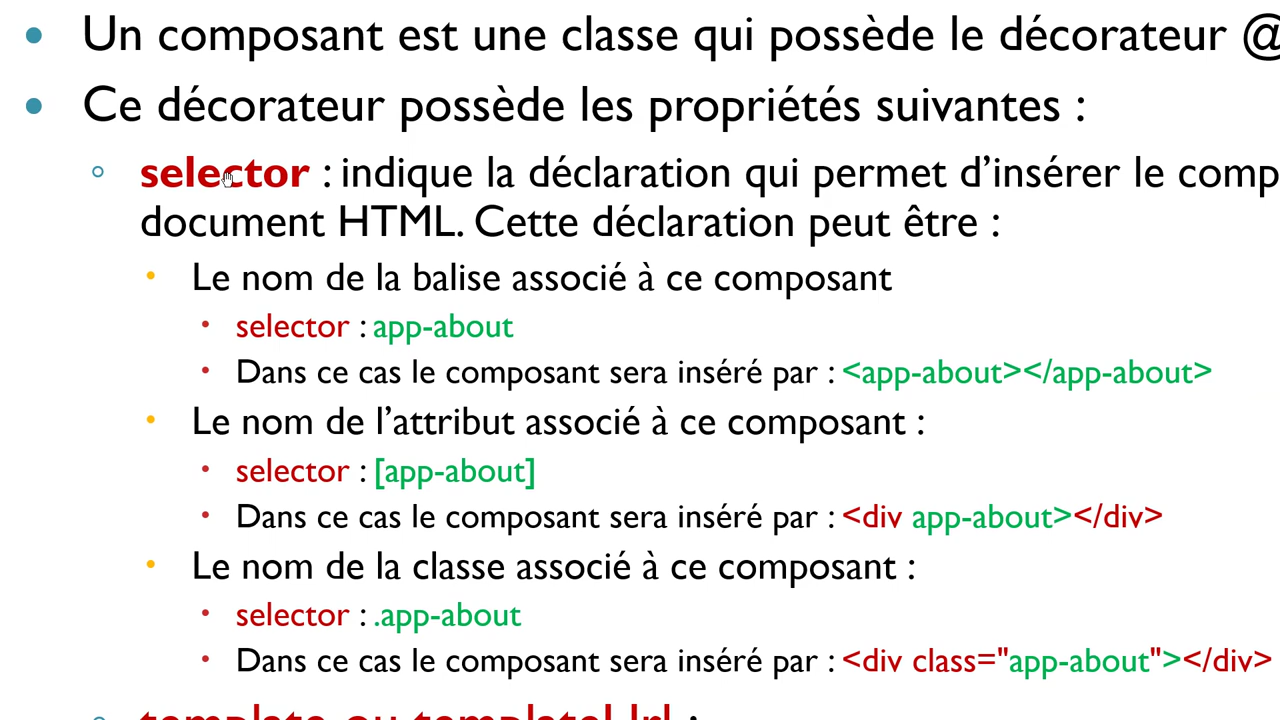 Un composant est une classe qui possède le décorateur @
Ce décorateur possède les propriétés suivantes :
selector : indique la déclaration qui permet d’insérer le comp
document HTML. Cette déclaration peut être :
Le nom de la balise associé à ce composant
selector : app-about
Dans ce cas le composant sera inséré par : <app-about></app-about>
Le nom de l’attribut associé à ce composant :
selector : [app-about]
Dans ce cas le composant sera inséré par : <div app-about></div>
Le nom de la classe associé à ce composant :
selector : .app-about
Dans ce cas le composant sera inséré par : <div class="app-about"></div>
template ou templateUrl :